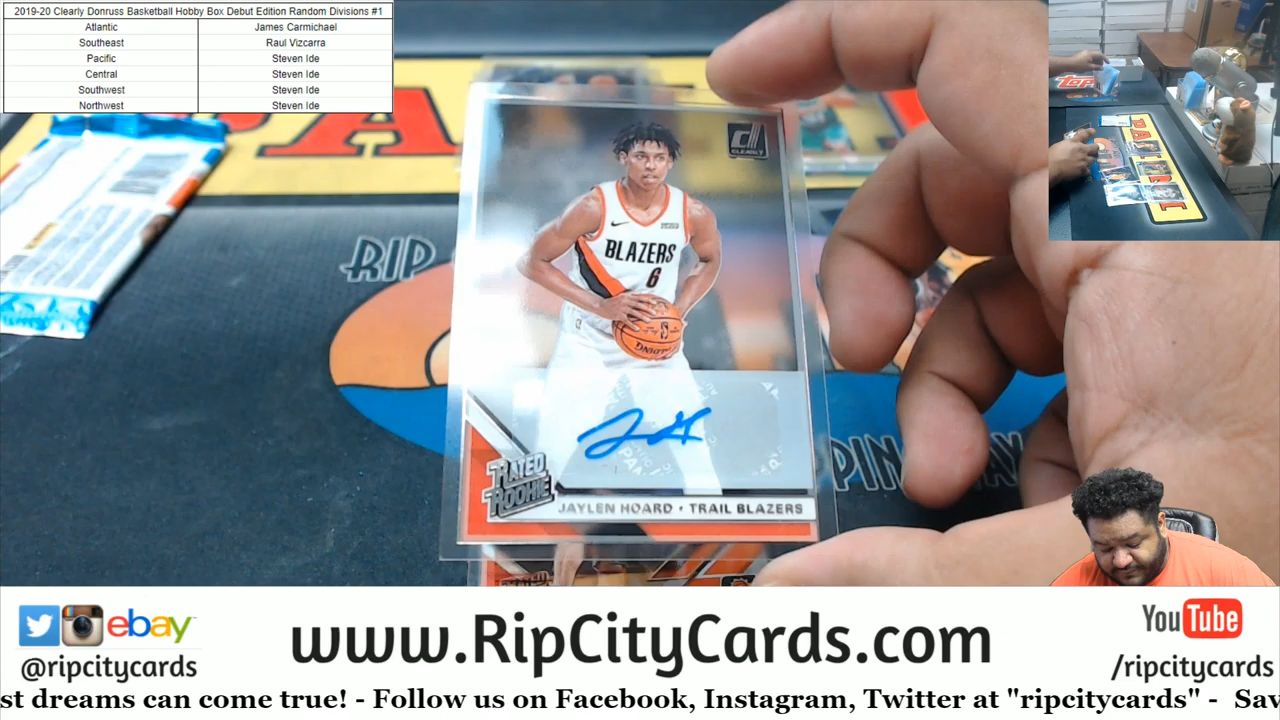 2019-20 Clearly Donruss Basketball Hobby Box Debut Edition Random Divisions #1
Atlantic James Carmichael
Southeast Raul Vizcarra
Pacific Steven Ide
Central Steven Ide
Southwest Steven Ide
Northwest Steven Ide
RIP
CLEARLY
BLAZERS
6
RATED
ROOKIE
JAYLEN HOARD • TRAIL BLAZERS
ebay
@ripcitycards
www.RipCityCards.com
YouTube
/ripcitycards
st dreams can come true! - Follow us on Facebook, Instagram, Twitter at "ripcitycards" - Sav